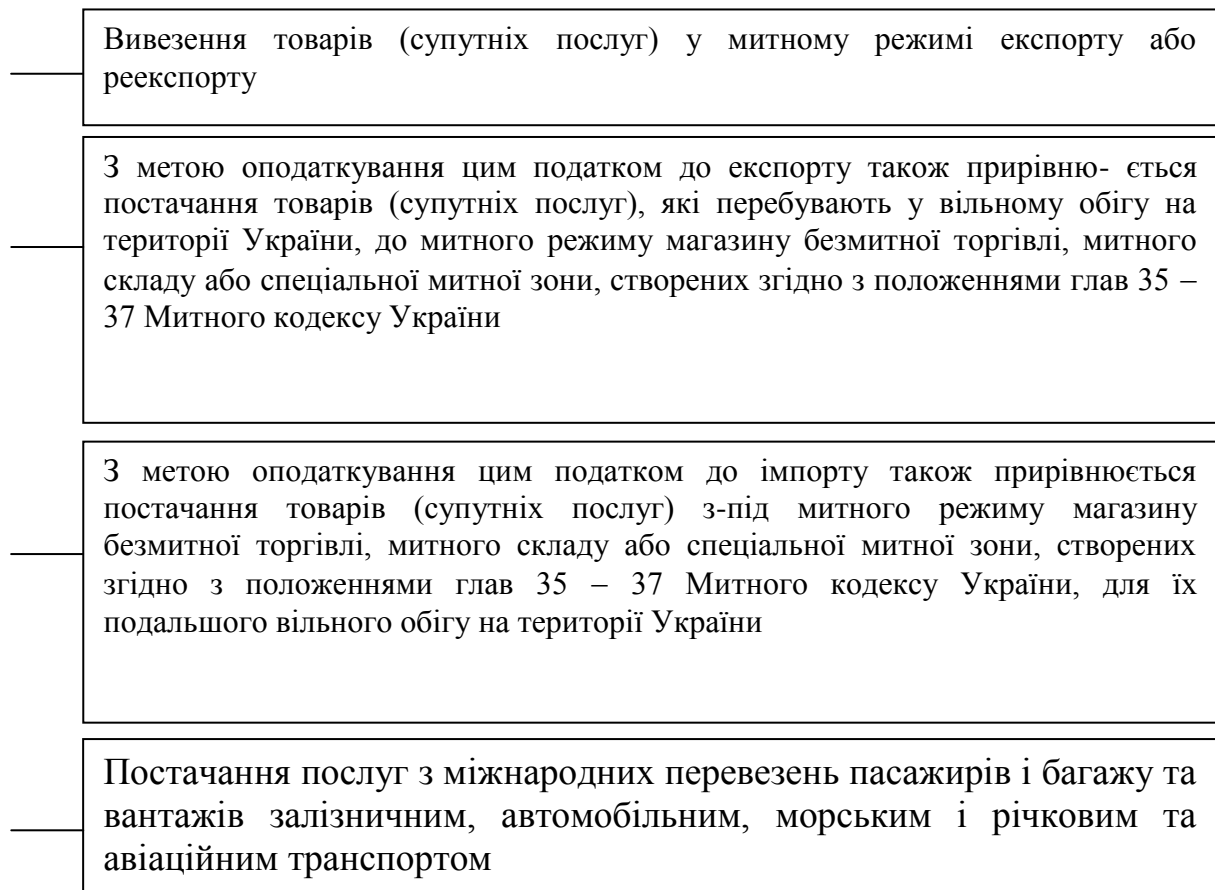 Вивезення товарів (супутніх послуг) у митному режимі експорту або
реекспорту
З метою оподаткування цим податком до експорту також прирівню- ється
постачання товарів (супутніх послуг), які перебувають у вільному обігу на
території України, до митного режиму магазину безмитної торгівлі, митного
складу або спеціальної митної зони, створених згідно з положеннями глав 35 –
37 Митного кодексу України
З метою оподаткування цим податком до імпорту також прирівнюється
постачання товарів (супутніх послуг) з-під митного режиму магазину
безмитної торгівлі, митного складу або спеціальної митної зони, створених
згідно з положеннями глав 35 – 37 Митного кодексу України, для їх
подальшого вільного обігу на території України
Постачання послуг з міжнародних перевезень пасажирів і багажу та
вантажів залізничним, автомобільним, морським і річковим та
авіаційним транспортом